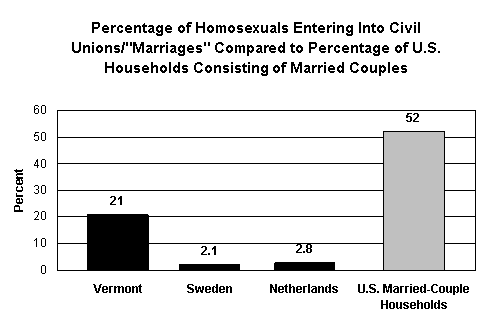 Percentage of Homosexuals Entering Into Civil
Unions/"Marriages" Compared to Percentage of U.S.
Households Consisting of Married Couples
60
50
40
30
20
10
0
Percent
21
2.1
2.8
52
Vermont
Sweden
Netherlands
U.S. Married-Couple
Households